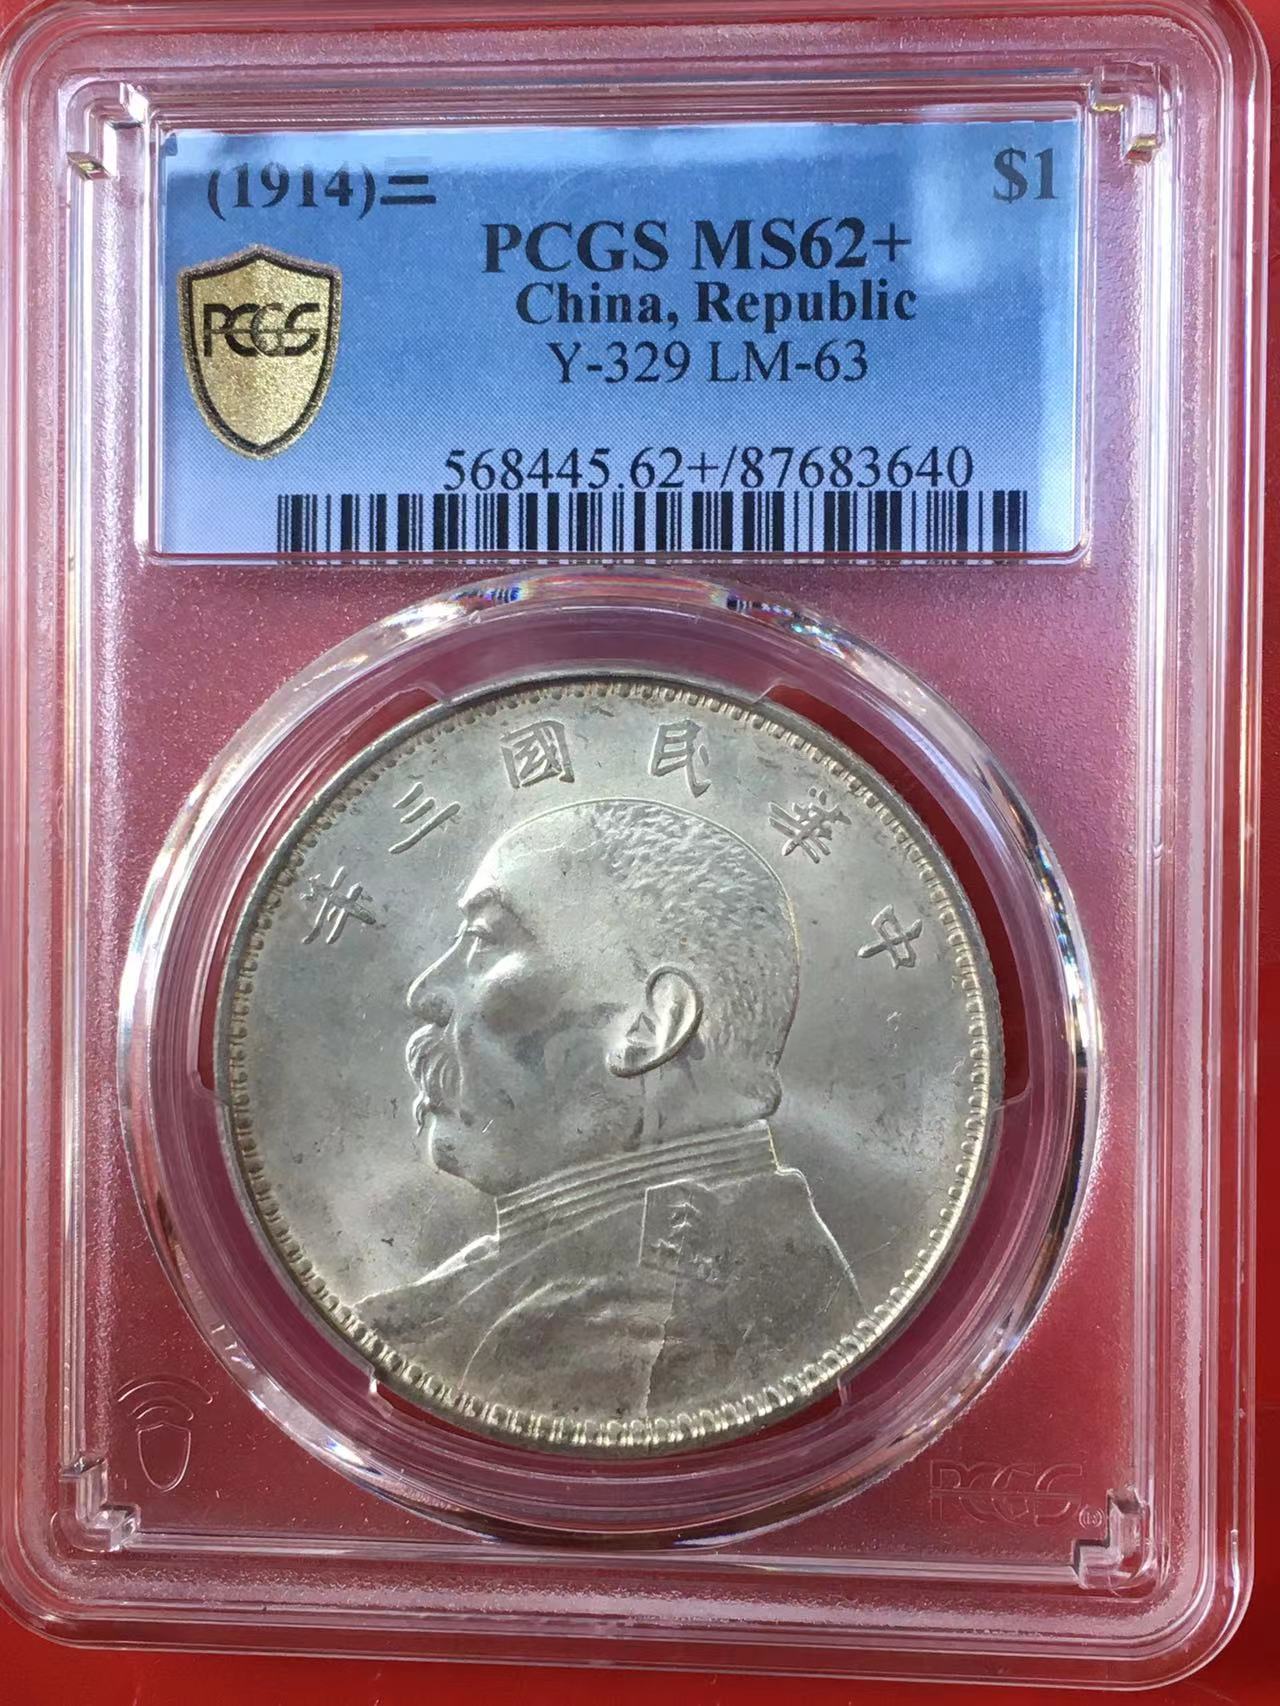 (1914)三 $1
PCGS MS62+
China, Republic
PCGS
Y-329 LM-63
568445.62+/87683640
年三國民華中
PCGS